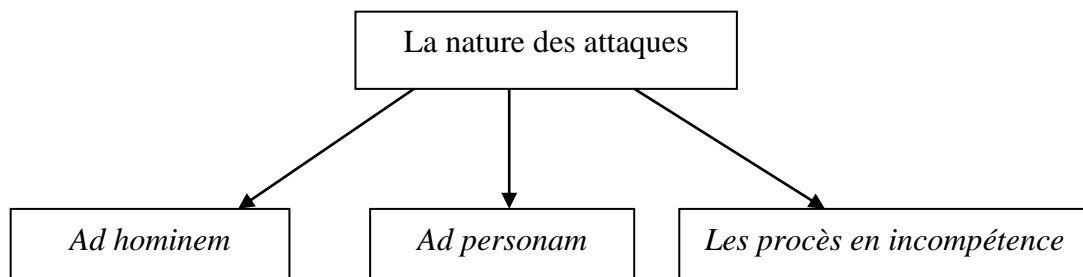 La nature des attaques
Ad hominem
Ad personam
Les procès en incompétence